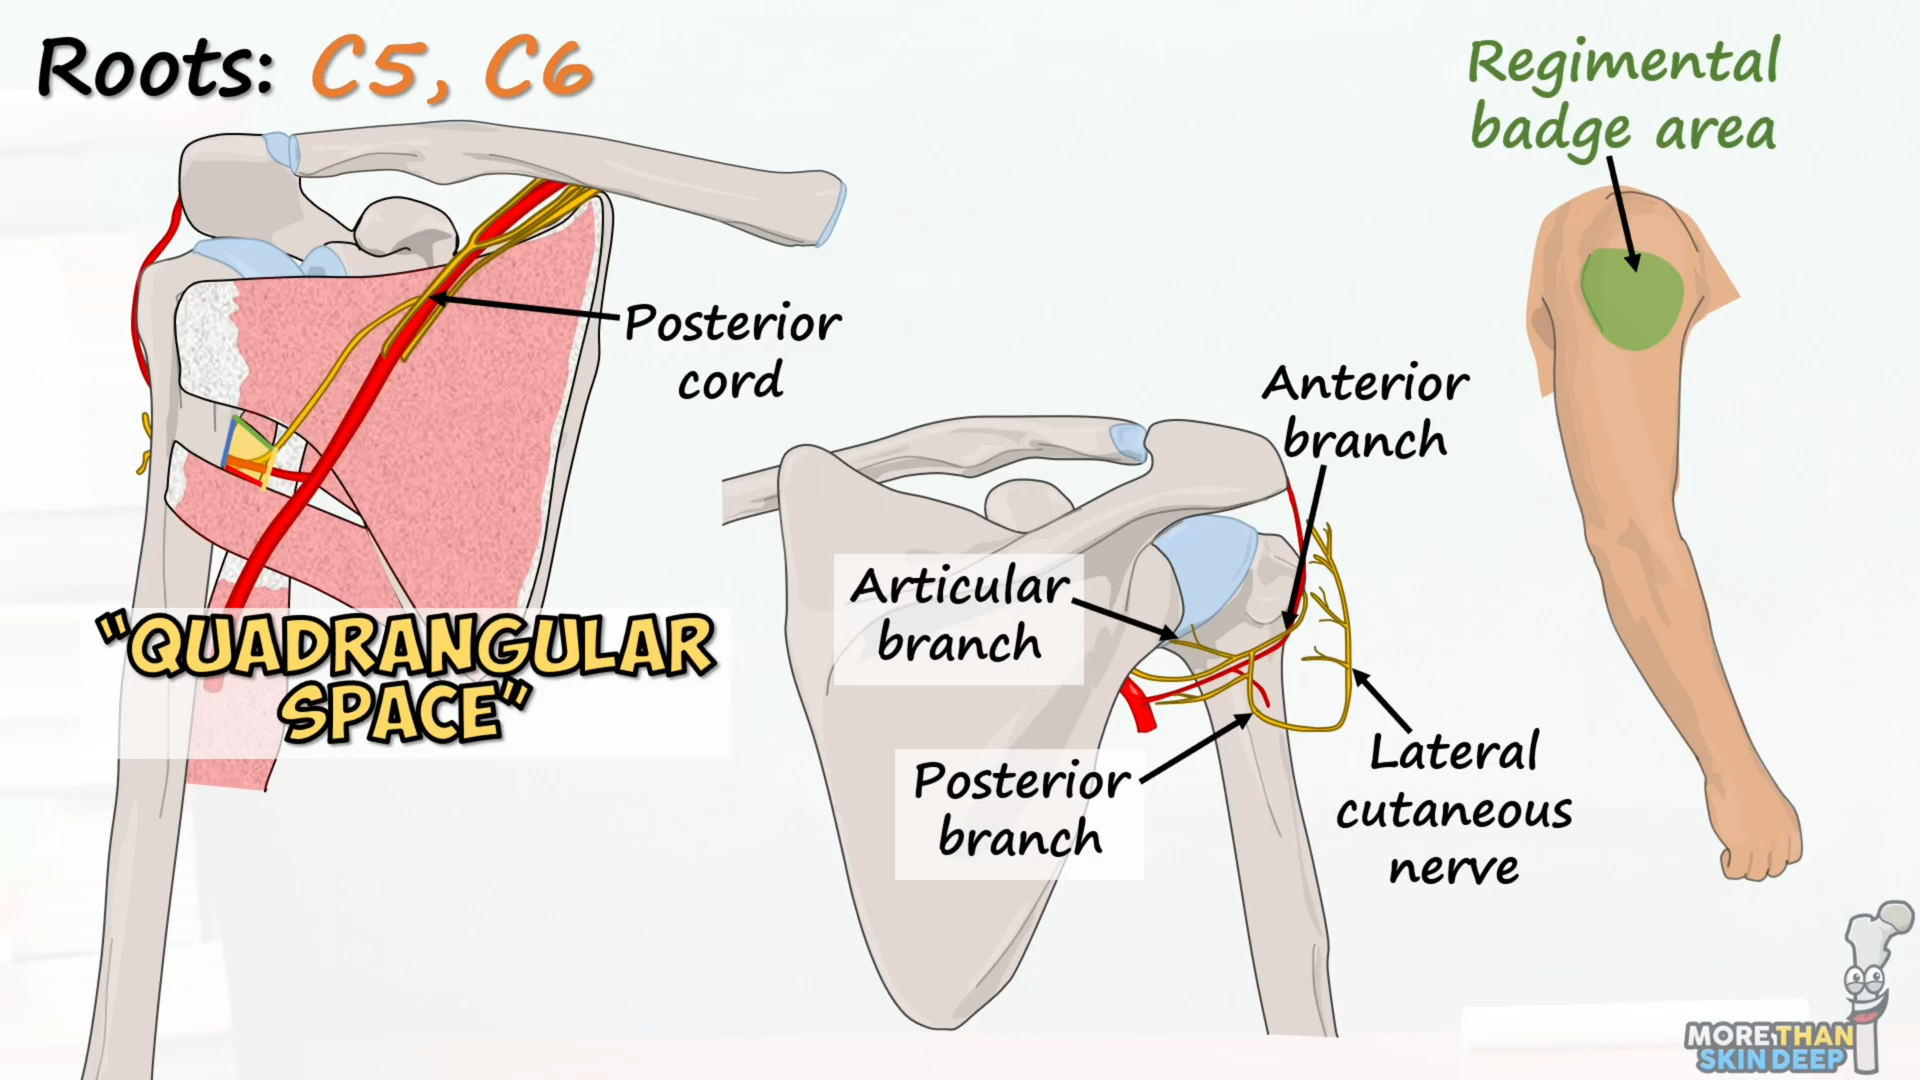 Roots: C5, C6
Regimental
badge area
Posterior
cord
Anterior
branch
Articular
branch
"QUADRANGULAR
SPACE"
Posterior
branch
Lateral
cutaneous
nerve
MORE THAN
SKIN DEEP